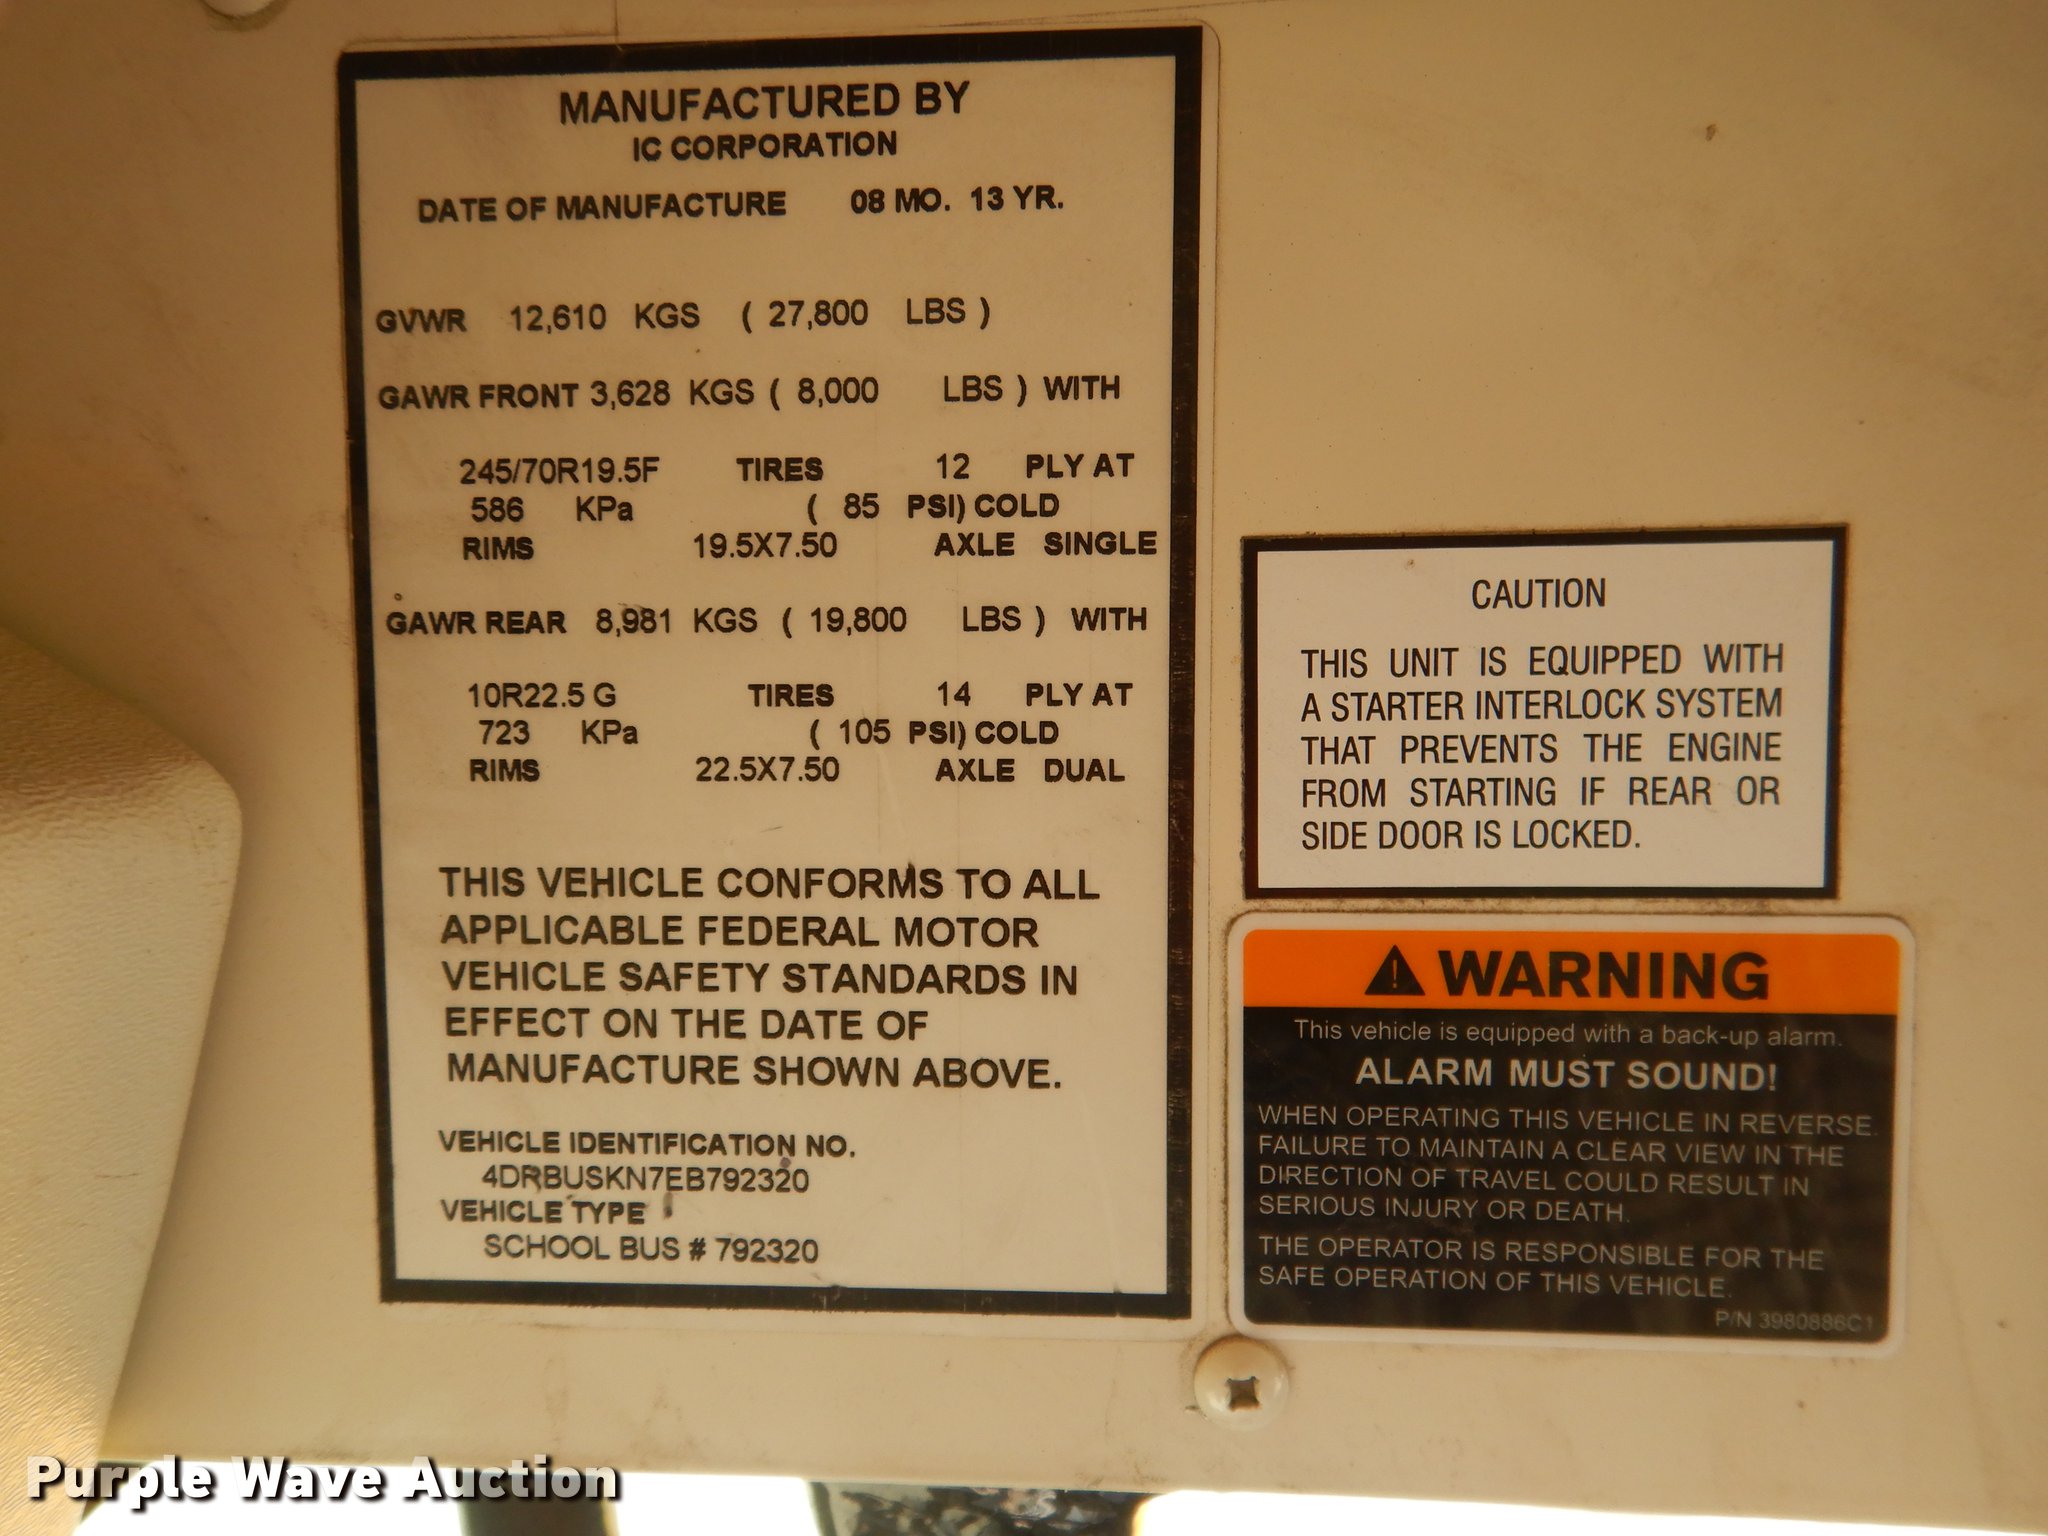 MANUFACTURED BY
IC CORPORATION
DATE OF MANUFACTURE 08 MO. 13 YR.
GVWR 12,610 KGS ( 27,800 LBS )
GAWR FRONT 3,628 KGS ( 8,000 LBS ) WITH
245/70R19.5F TIRES 12 PLY AT
586 KPa ( 85 PSI) COLD
RIMS 19.5X7.50 AXLE SINGLE
GAWR REAR 8,981 KGS ( 19,800 LBS ) WITH
10R22.5 G TIRES 14 PLY AT
723 KPa ( 105 PSI) COLD
RIMS 22.5X7.50 AXLE DUAL
THIS VEHICLE CONFORMS TO ALL
APPLICABLE FEDERAL MOTOR
VEHICLE SAFETY STANDARDS IN
EFFECT ON THE DATE OF
MANUFACTURE SHOWN ABOVE.
VEHICLE IDENTIFICATION NO.
4DRBUSKN7EB792320
VEHICLE TYPE
SCHOOL BUS # 792320
CAUTION
THIS UNIT IS EQUIPPED WITH
A STARTER INTERLOCK SYSTEM
THAT PREVENTS THE ENGINE
FROM STARTING IF REAR OR
SIDE DOOR IS LOCKED.
WARNING
This vehicle is equipped with a back-up alarm.
ALARM MUST SOUND!
WHEN OPERATING THIS VEHICLE IN REVERSE.
FAILURE TO MAINTAIN A CLEAR VIEW IN THE
DIRECTION OF TRAVEL COULD RESULT IN
SERIOUS INJURY OR DEATH.
THE OPERATOR IS RESPONSIBLE FOR THE
SAFE OPERATION OF THIS VEHICLE.
P/N 3980886C1
Purple Wave Auction